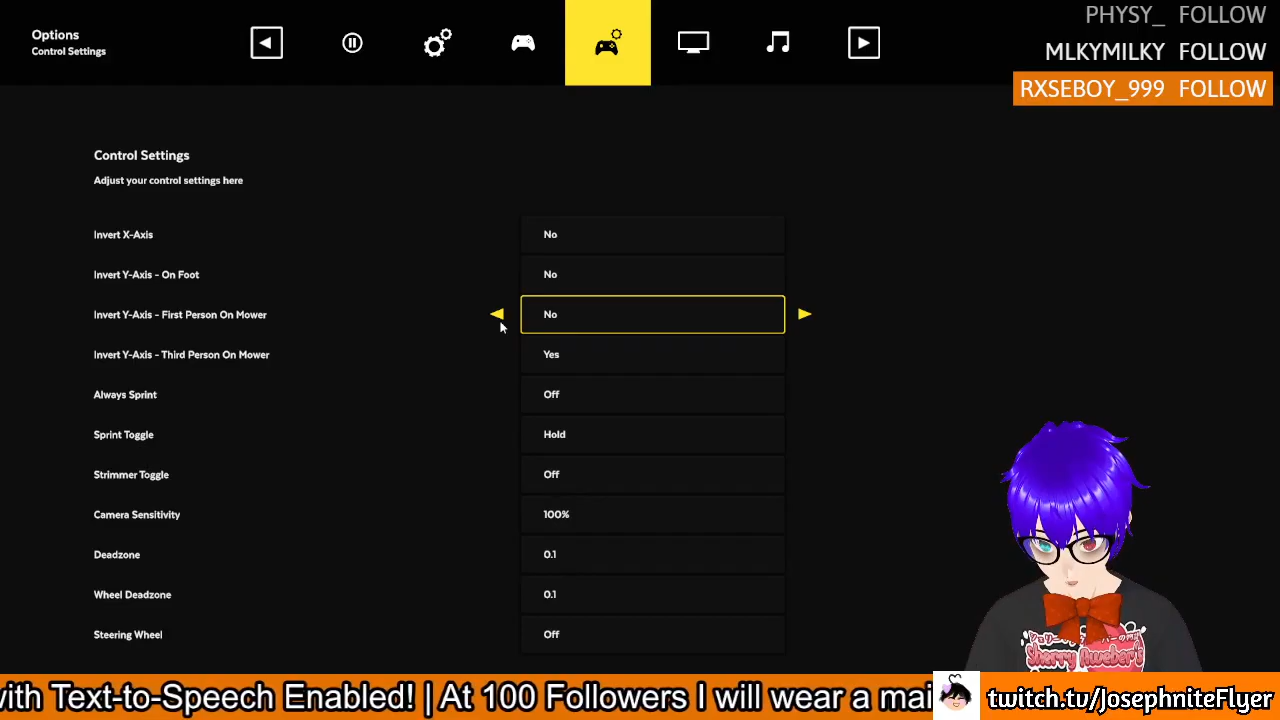 Options
Control Settings
PHYSY_ FOLLOW
MLKYMILKY FOLLOW
RXSEBOY_999 FOLLOW
Control Settings
Adjust your control settings here
Invert X-Axis No
Invert Y-Axis - On Foot No
Invert Y-Axis - First Person On Mower No
Invert Y-Axis - Third Person On Mower Yes
Always Sprint Off
Sprint Toggle Hold
Strimmer Toggle Off
Camera Sensitivity 100%
Deadzone 0.1
Wheel Deadzone 0.1
Steering Wheel Off
Sherry Aweber's
with Text-to-Speech Enabled! | At 100 Followers I will wear a mai
twitch.tv/JosephniteFlyer